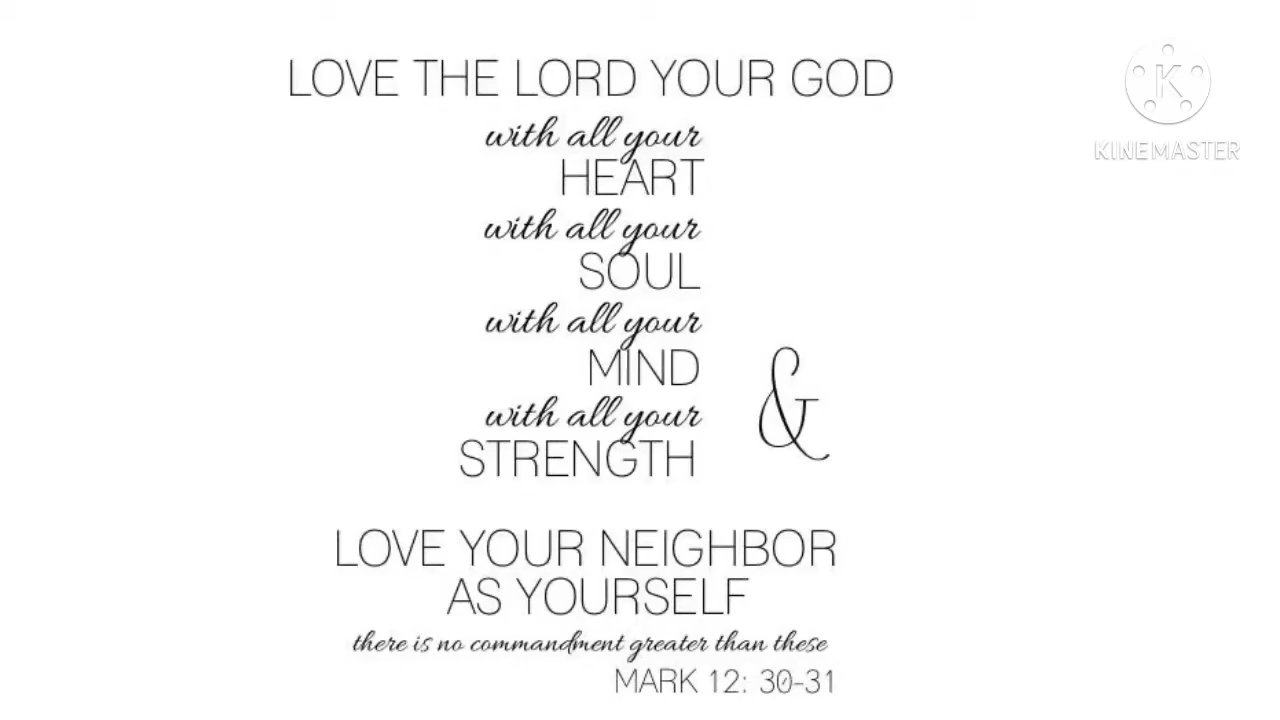 LOVE THE LORD YOUR GOD
with all your
HEART
with all your
SOUL
with all your
MIND
with all your
STRENGTH
&
LOVE YOUR NEIGHBOR
AS YOURSELF
there is no commandment greater than these
MARK 12: 30-31
K
KINEMASTER